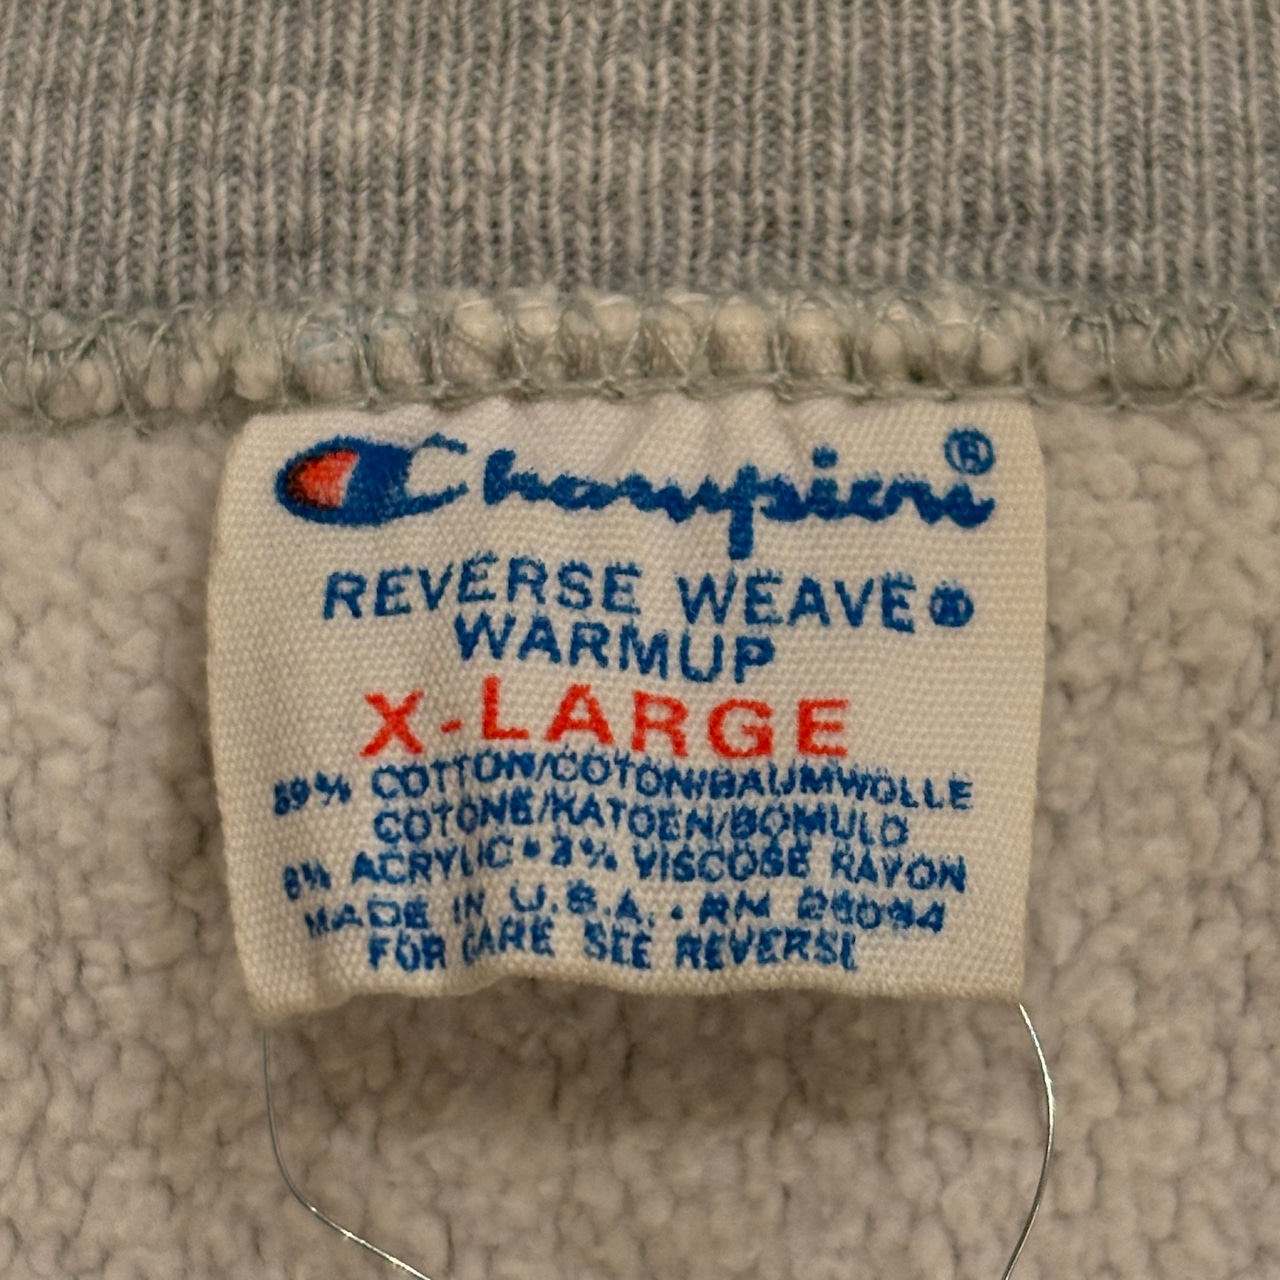 Champion®
REVERSE WEAVE®
WARMUP
X-LARGE
89% COTTON/COTON/BAUMWOLLE
COTONE/KATOEN/BOMULD
8% ACRYLIC • 3% VISCOSE RAYON
MADE IN U.S.A. • RN 26094
FOR CARE SEE REVERSE